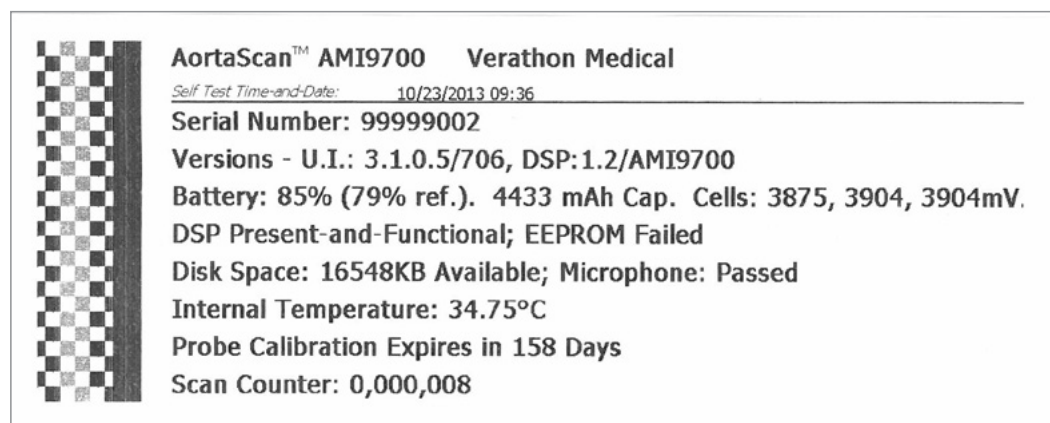 AortaScan™ AMI9700 Verathon Medical
Self Test Time-and-Date: 10/23/2013 09:36
Serial Number: 99999002
Versions - U.I.: 3.1.0.5/706, DSP:1.2/AMI9700
Battery: 85% (79% ref.). 4433 mAh Cap. Cells: 3875, 3904, 3904mV.
DSP Present-and-Functional; EEPROM Failed
Disk Space: 16548KB Available; Microphone: Passed
Internal Temperature: 34.75°C
Probe Calibration Expires in 158 Days
Scan Counter: 0,000,008